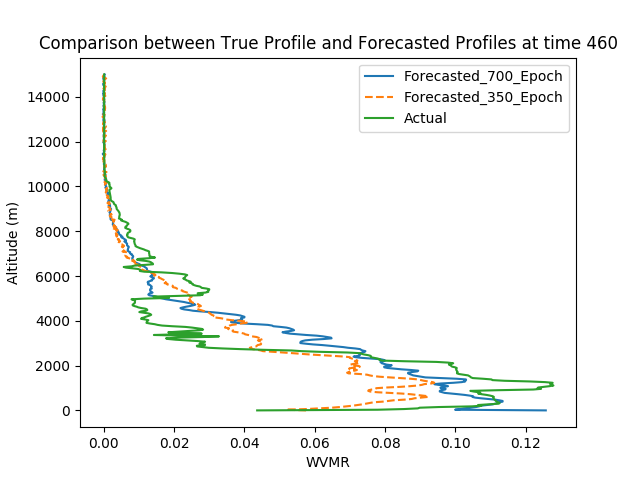 Comparison between True Profile and Forecasted Profiles at time 460
Forecasted_700_Epoch
Forecasted_350_Epoch
Actual
14000
12000
10000
8000
6000
4000
2000
0
Altitude (m)
0.00 0.02 0.04 0.06 0.08 0.10 0.12
WVMR